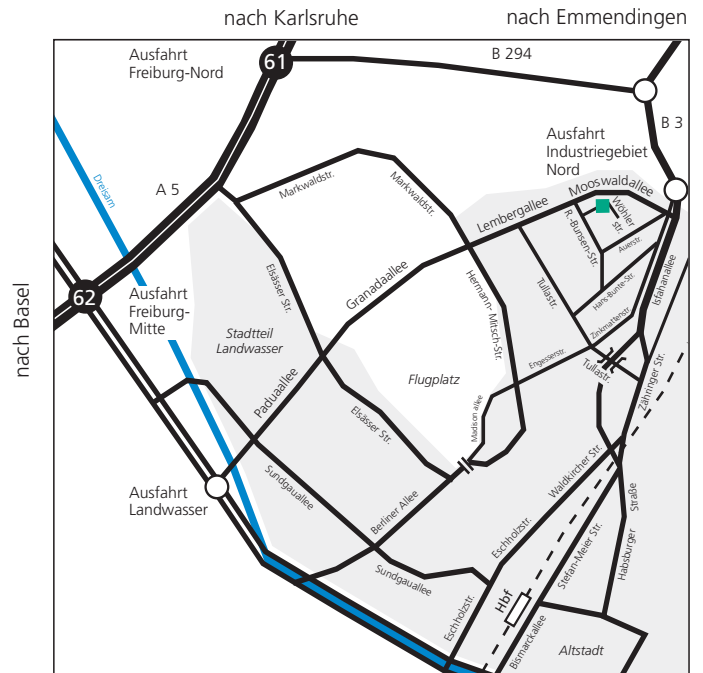 nach Karlsruhe
nach Emmendingen
Ausfahrt
Freiburg-Nord
61
B 294
B 3
Ausfahrt
Industriegebiet
Nord
Dreisam
A 5
Markwaldstr.
Markwaldstr.
Mooswaldallee
Lembergallee
Wöhler
str.
R.-Bunsen-Str.
Auerstr.
Isfahanallee
Elsässer Str.
Granadaallee
Hermann- Mitsch-Str.
Tullastr.
Hans-Bunte-Str.
Zinkmattenstr.
nach Basel
62
Ausfahrt
Freiburg-
Mitte
Stadtteil
Landwasser
Flugplatz
Engesserstr.
Tullastr.
Zähringer Str.
Paduaallee
Elsässer Str.
Madison allee
Waldkircher Str.
Ausfahrt
Landwasser
Sundgauallee
Berliner Allee
Eschholzstr.
Straße
Habsburger
Stefan-Meier Str.
Sundgauallee
Hbf
Eschholzstr.
Bismarckallee
Altstadt